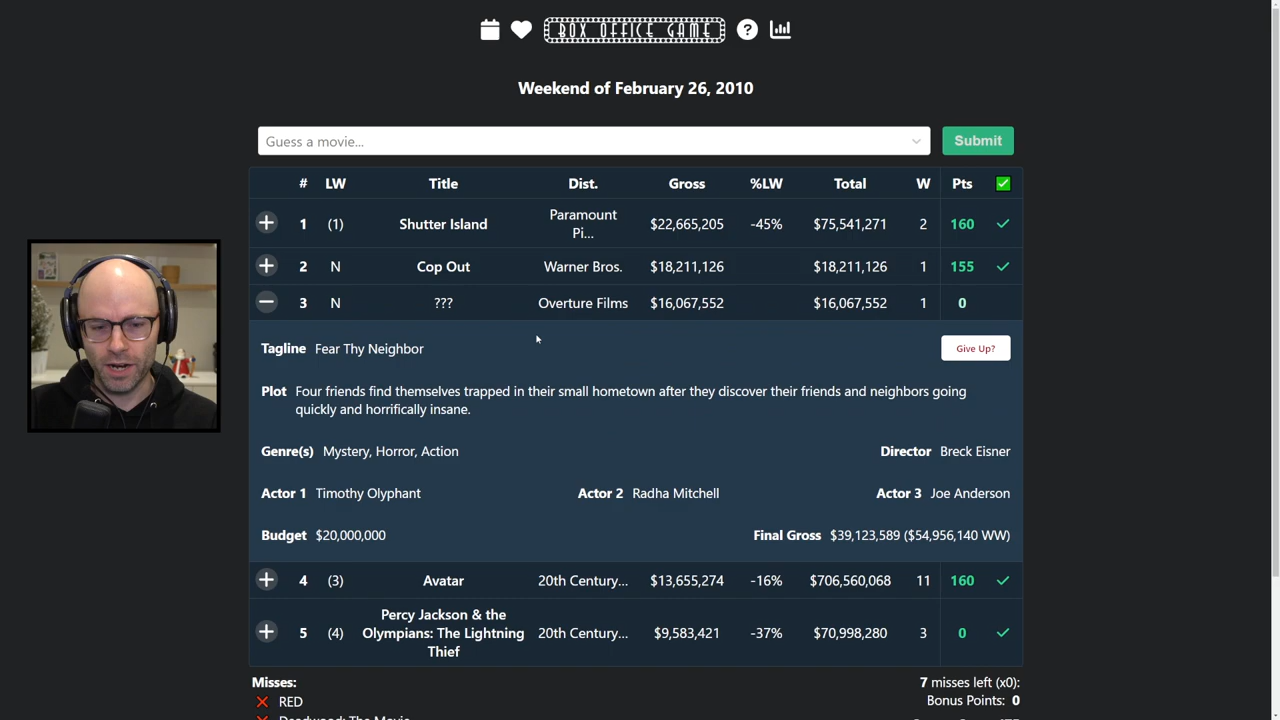 BOX OFFICE GAME
?
Weekend of February 26, 2010
Guess a movie...
Submit
# LW Title Dist. Gross %LW Total W Pts
1 (1) Shutter Island Paramount Pi... $22,665,205 -45% $75,541,271 2 160
2 N Cop Out Warner Bros. $18,211,126 $18,211,126 1 155
3 N ??? Overture Films $16,067,552 $16,067,552 1 0
Tagline Fear Thy Neighbor
Give Up?
Plot Four friends find themselves trapped in their small hometown after they discover their friends and neighbors going
quickly and horrifically insane.
Genre(s) Mystery, Horror, Action
Director Breck Eisner
Actor 1 Timothy Olyphant
Actor 2 Radha Mitchell
Actor 3 Joe Anderson
Budget $20,000,000
Final Gross $39,123,589 ($54,956,140 WW)
4 (3) Avatar 20th Century... $13,655,274 -16% $706,560,068 11 160
5 (4) Percy Jackson & the Olympians: The Lightning Thief 20th Century... $9,583,421 -37% $70,998,280 3 0
Misses:
RED
Deadwood: The Movie
7 misses left (x0):
Bonus Points: 0